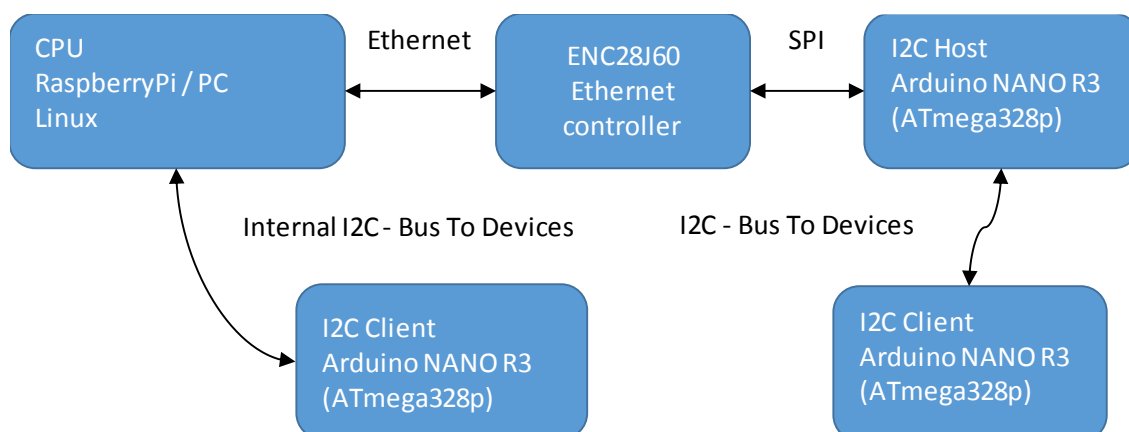 CPU
RaspberryPi / PC
Linux
Ethernet
ENC28J60
Ethernet
controller
SPI
I2C Host
Arduino NANO R3
(ATmega328p)
Internal I2C - Bus To Devices
I2C - Bus To Devices
I2C Client
Arduino NANO R3
(ATmega328p)
I2C Client
Arduino NANO R3
(ATmega328p)